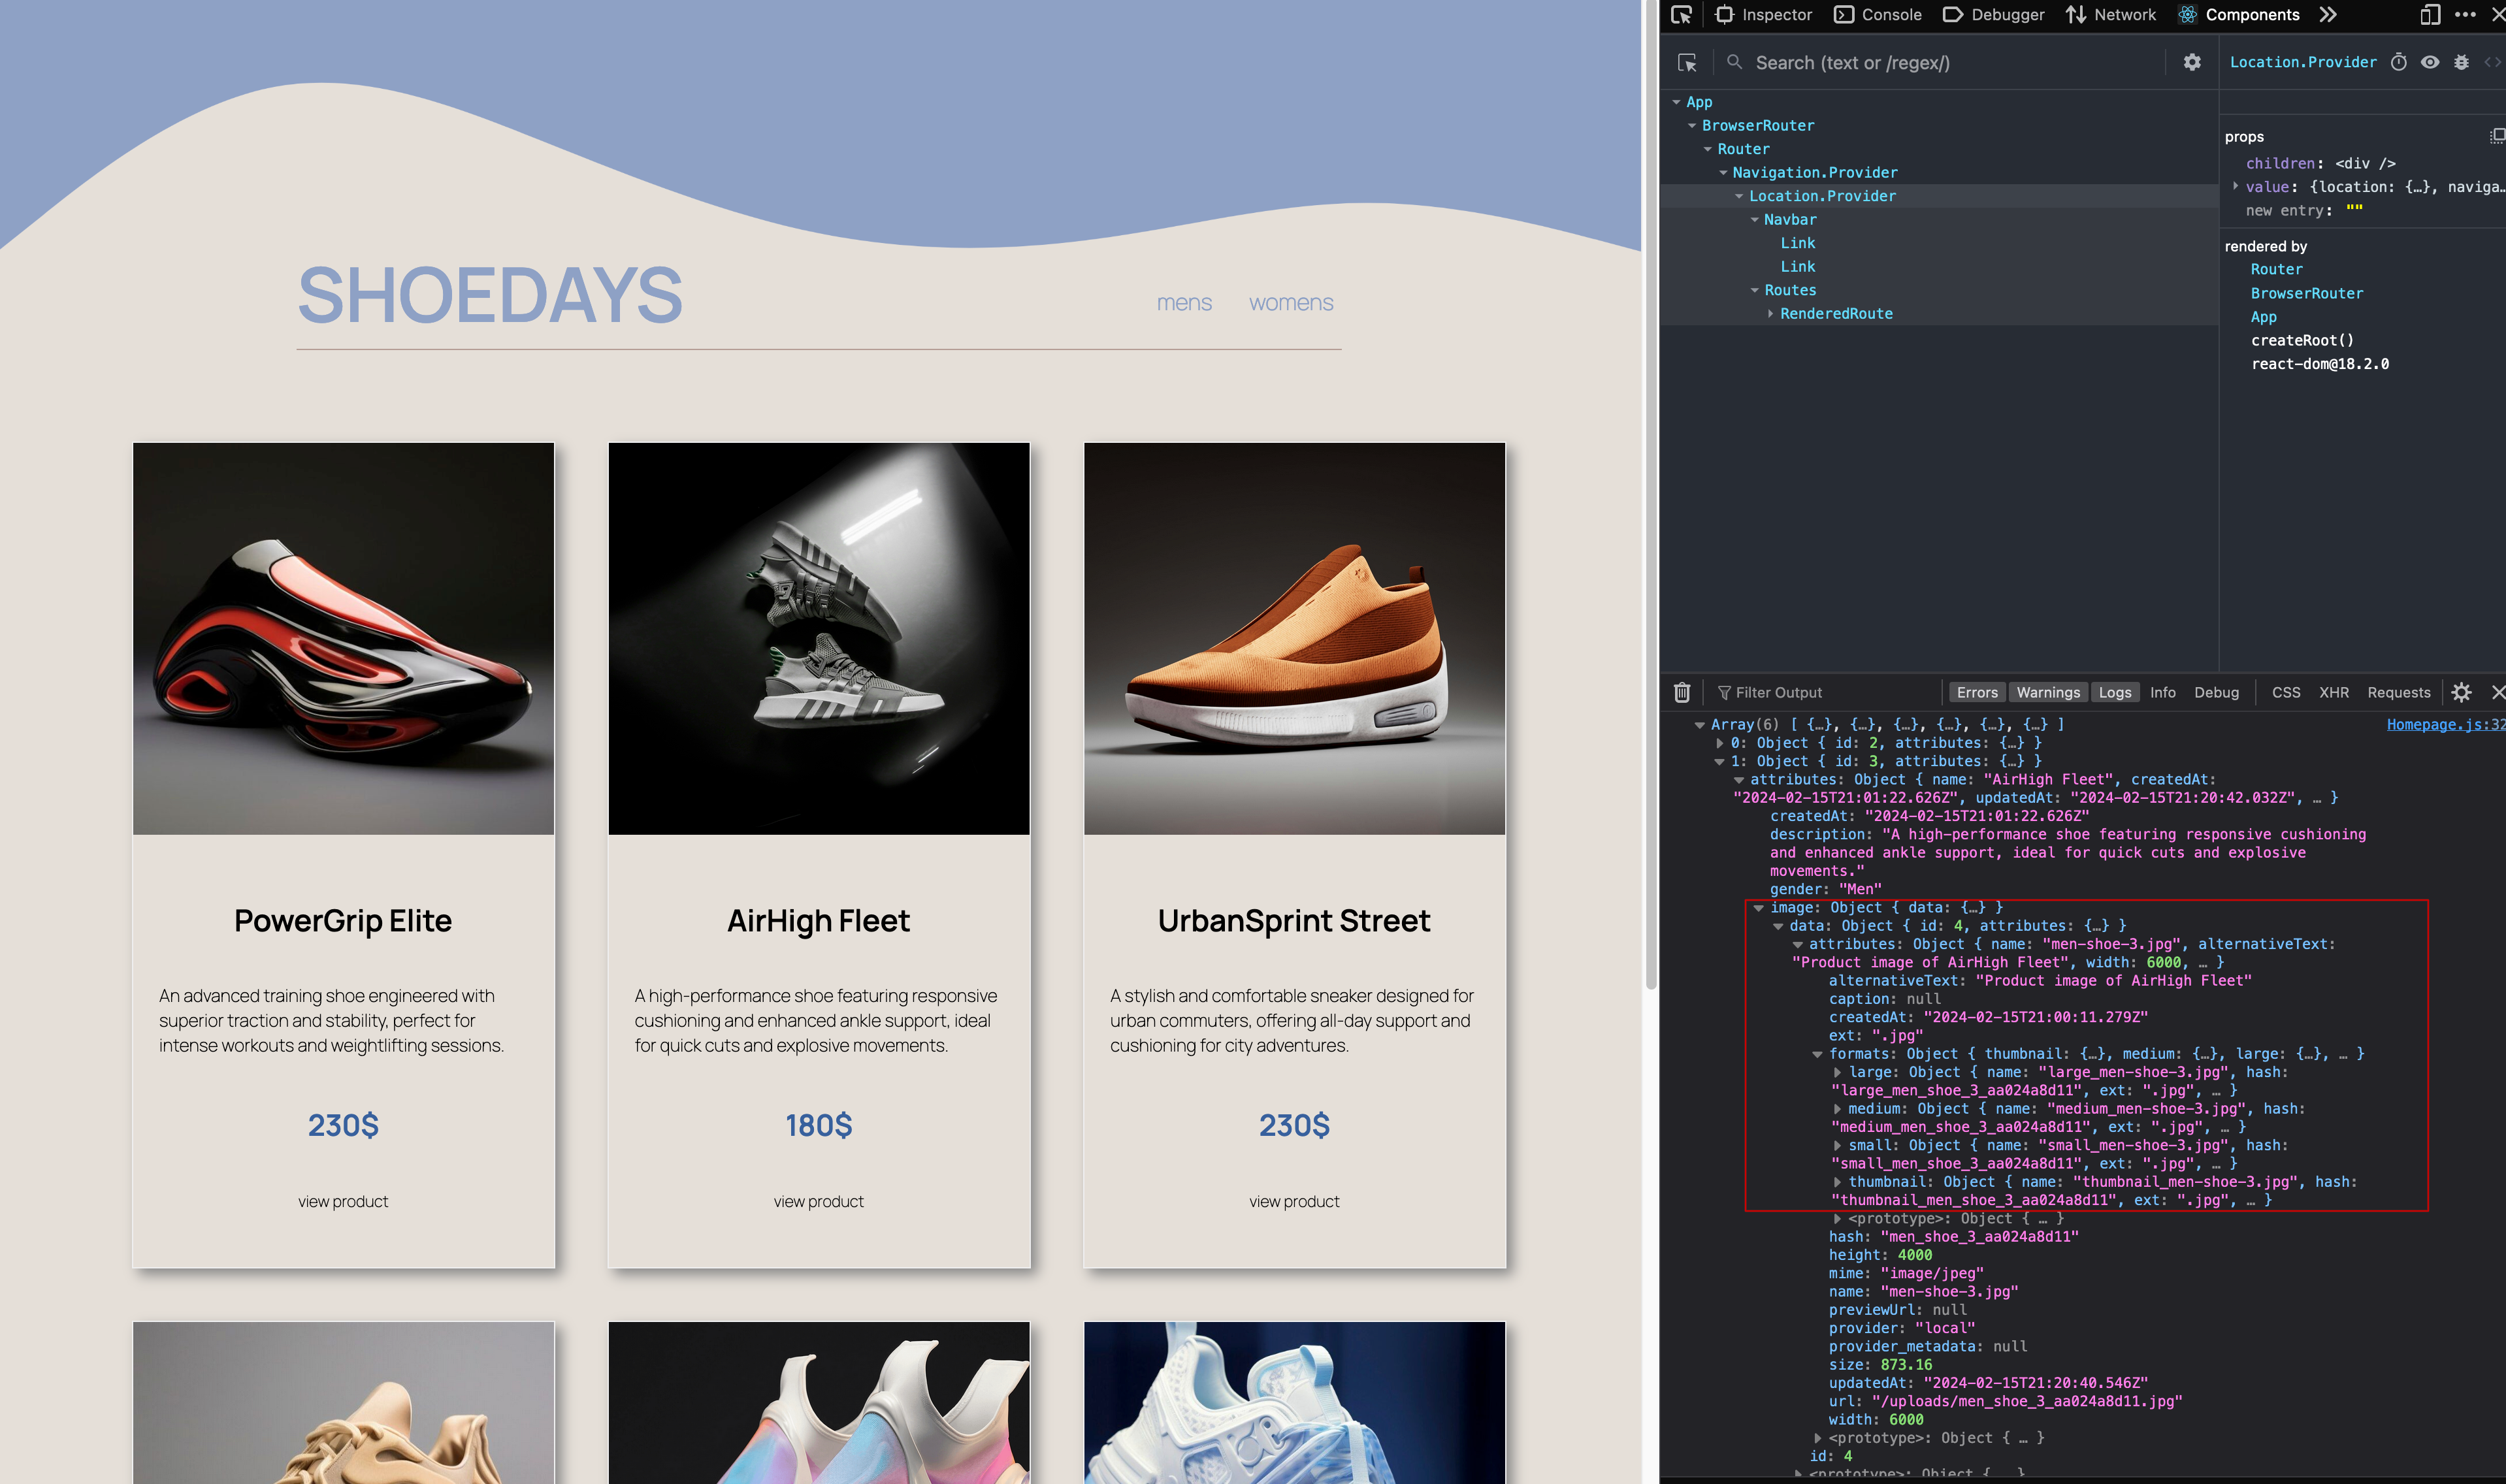 SHOEDAYS
mens womens
PowerGrip Elite
An advanced training shoe engineered with
superior traction and stability, perfect for
intense workouts and weightlifting sessions.
230$
view product
AirHigh Fleet
A high-performance shoe featuring responsive
cushioning and enhanced ankle support, ideal
for quick cuts and explosive movements.
180$
view product
UrbanSprint Street
A stylish and comfortable sneaker designed for
urban commuters, offering all-day support and
cushioning for city adventures.
230$
view product
Inspector Console Debugger Network Components
Search (text or /regex/)
App
BrowserRouter
Router
Navigation.Provider
Location.Provider
Navbar
Link
Link
Routes
RenderedRoute
Location.Provider
props
children: <div />
value: {location: {…}, naviga…
new entry: ""
rendered by
Router
BrowserRouter
App
createRoot()
react-dom@18.2.0
Filter Output Errors Warnings Logs Info Debug CSS XHR Requests
Array(6) [ {…}, {…}, {…}, {…}, {…}, {…} ] Homepage.js:32
0: Object { id: 2, attributes: {…} }
1: Object { id: 3, attributes: {…} }
attributes: Object { name: "AirHigh Fleet", createdAt:
"2024-02-15T21:01:22.626Z", updatedAt: "2024-02-15T21:20:42.032Z", … }
createdAt: "2024-02-15T21:01:22.626Z"
description: "A high-performance shoe featuring responsive cushioning
and enhanced ankle support, ideal for quick cuts and explosive
movements."
gender: "Men"
image: Object { data: {…} }
data: Object { id: 4, attributes: {…} }
attributes: Object { name: "men-shoe-3.jpg", alternativeText:
"Product image of AirHigh Fleet", width: 6000, … }
alternativeText: "Product image of AirHigh Fleet"
caption: null
createdAt: "2024-02-15T21:00:11.279Z"
ext: ".jpg"
formats: Object { thumbnail: {…}, medium: {…}, large: {…}, … }
large: Object { name: "large_men-shoe-3.jpg", hash:
"large_men_shoe_3_aa024a8d11", ext: ".jpg", … }
medium: Object { name: "medium_men-shoe-3.jpg", hash:
"medium_men_shoe_3_aa024a8d11", ext: ".jpg", … }
small: Object { name: "small_men-shoe-3.jpg", hash:
"small_men_shoe_3_aa024a8d11", ext: ".jpg", … }
thumbnail: Object { name: "thumbnail_men-shoe-3.jpg", hash:
"thumbnail_men_shoe_3_aa024a8d11", ext: ".jpg", … }
<prototype>: Object { … }
hash: "men_shoe_3_aa024a8d11"
height: 4000
mime: "image/jpeg"
name: "men-shoe-3.jpg"
previewUrl: null
provider: "local"
provider_metadata: null
size: 873.16
updatedAt: "2024-02-15T21:20:40.546Z"
url: "/uploads/men_shoe_3_aa024a8d11.jpg"
width: 6000
<prototype>: Object { … }
id: 4
<prototype>: Object { … }